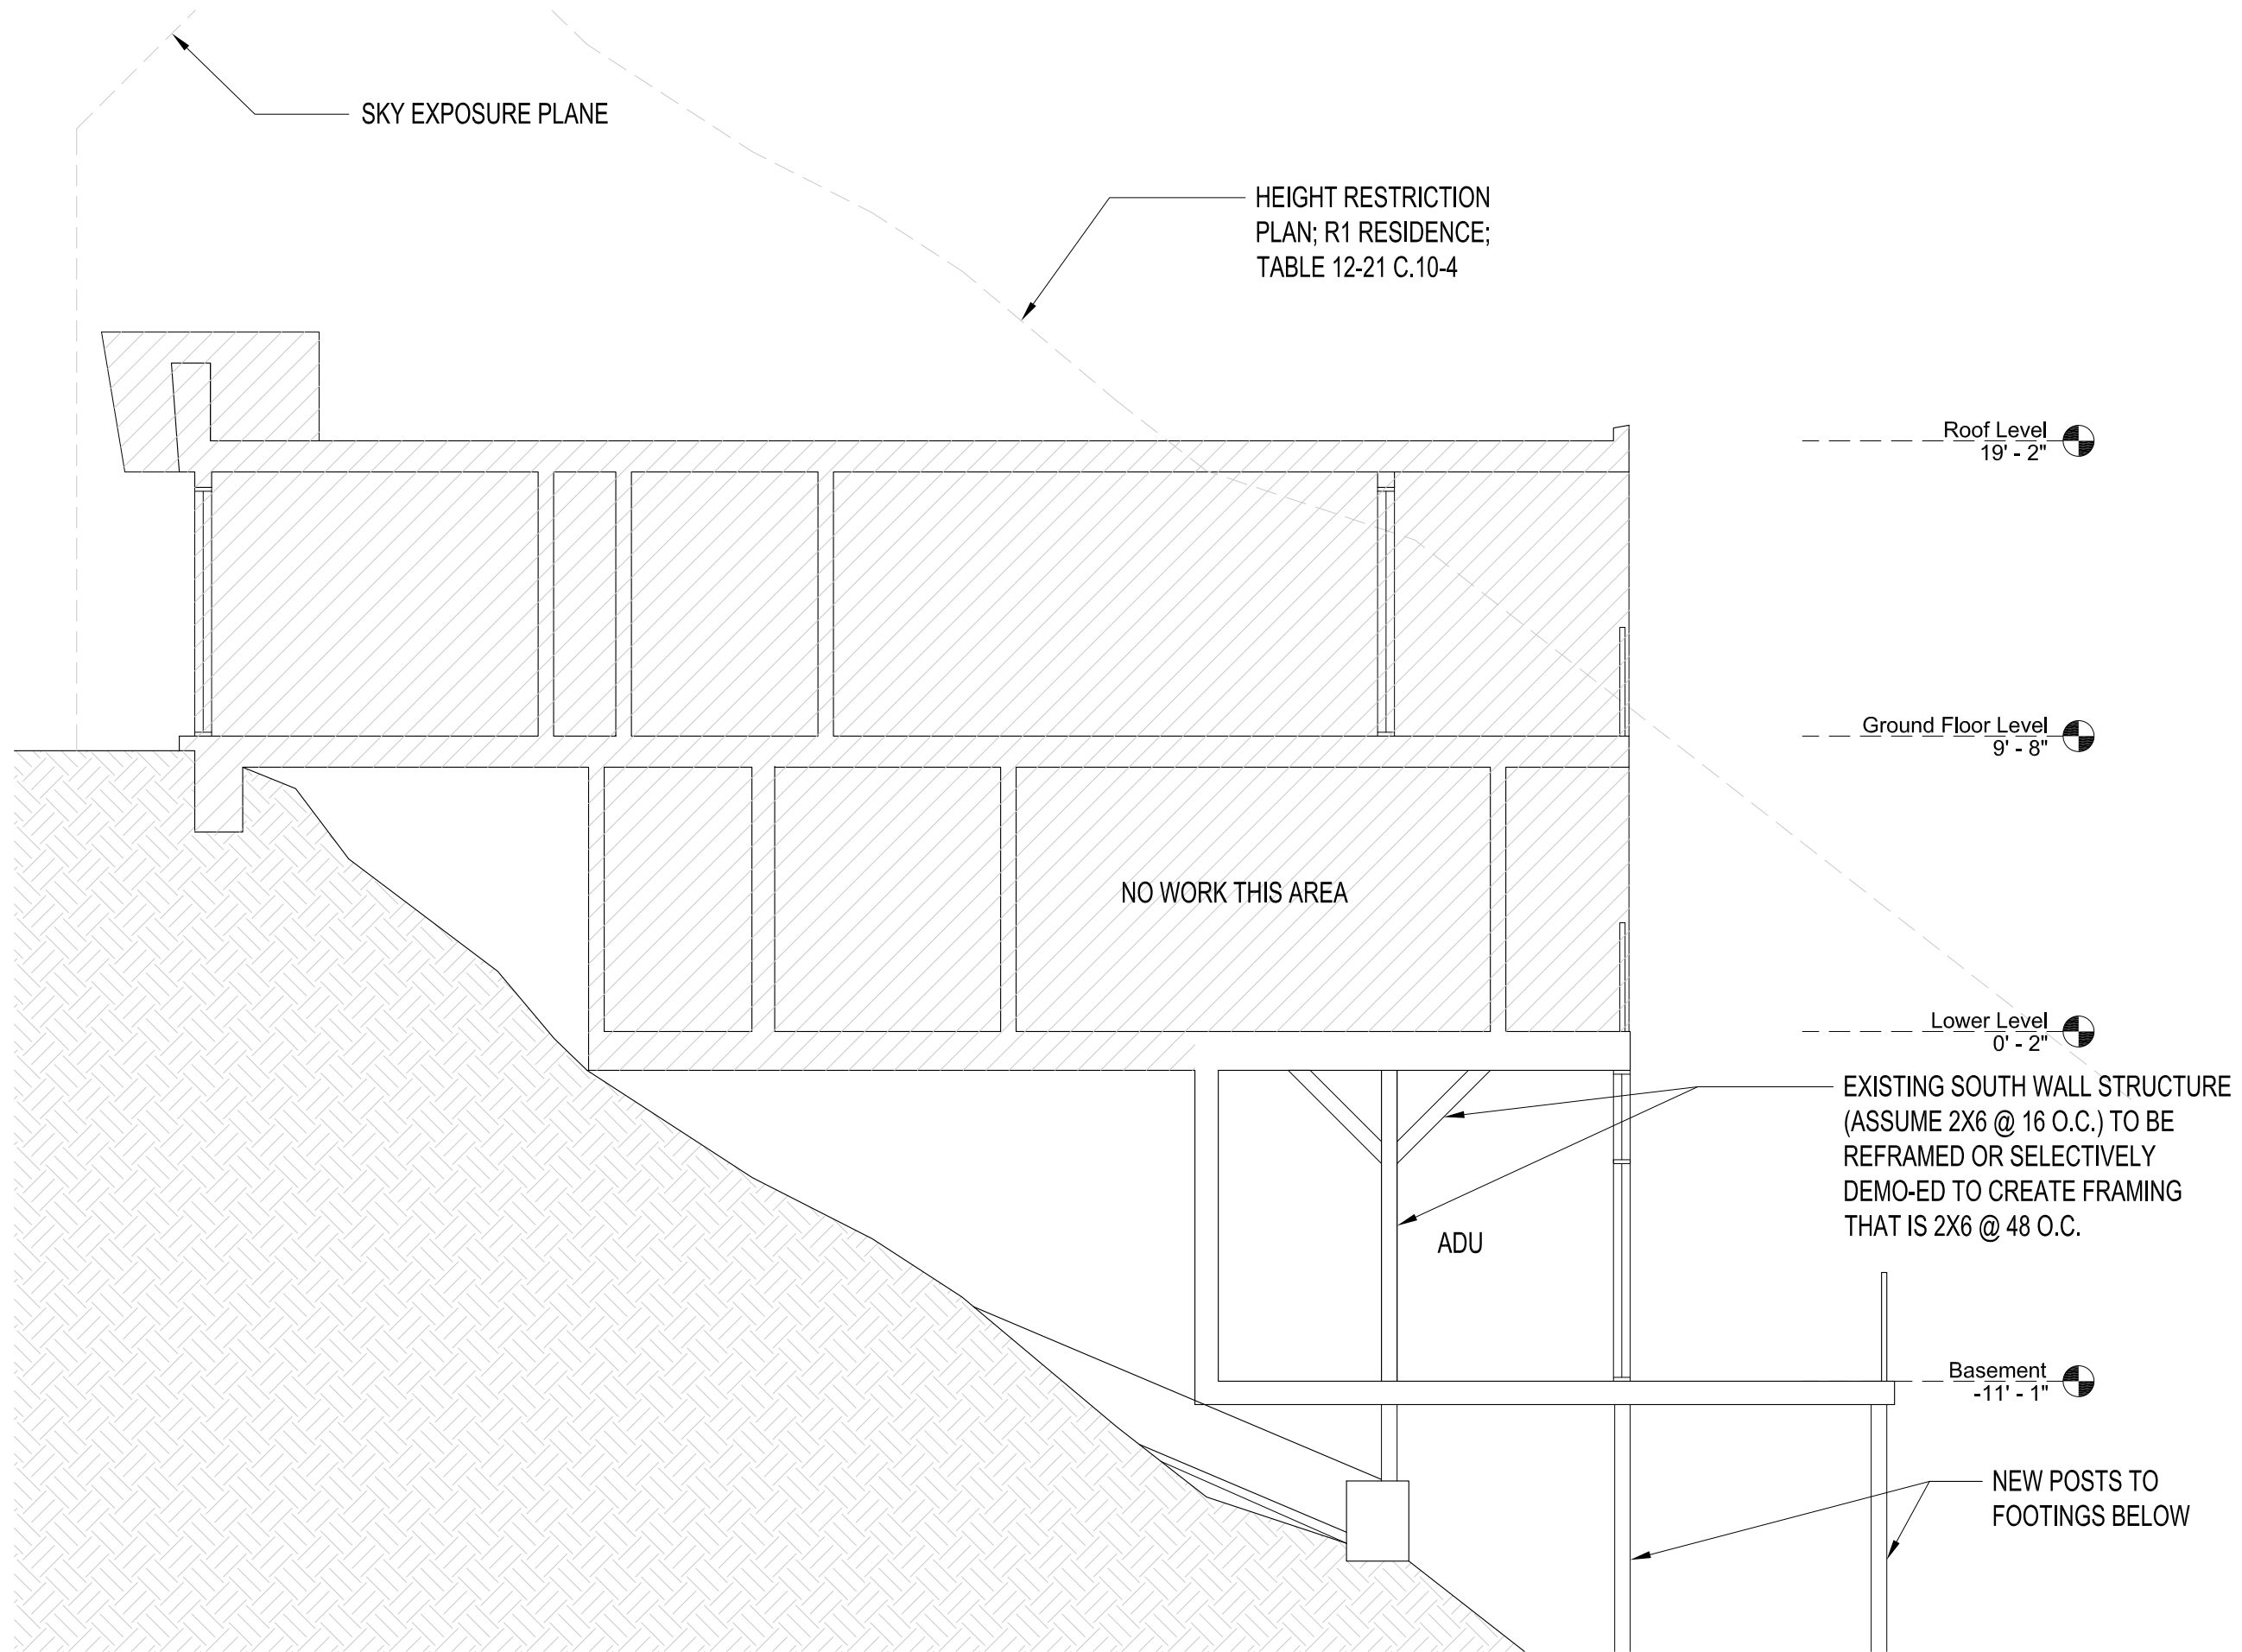 SKY EXPOSURE PLANE
HEIGHT RESTRICTION
PLAN; R1 RESIDENCE;
TABLE 12-21 C.10-4
Roof Level
19' - 2"
Ground Floor Level
9' - 8"
NO WORK THIS AREA
Lower Level
0' - 2"
EXISTING SOUTH WALL STRUCTURE
(ASSUME 2X6 @ 16 O.C.) TO BE
REFRAMED OR SELECTIVELY
DEMO-ED TO CREATE FRAMING
THAT IS 2X6 @ 48 O.C.
ADU
Basement
-11' - 1"
NEW POSTS TO
FOOTINGS BELOW